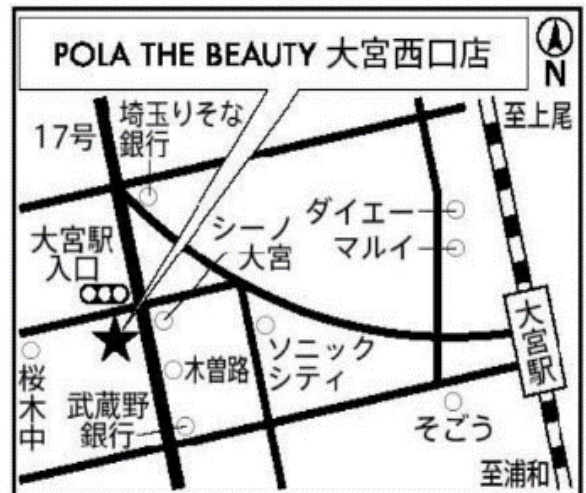 POLA THE BEAUTY 大宮西口店
N
17号
埼玉りそな
銀行
至上尾
ダイエー
マルイ
シーノ
大宮
大宮駅
入口
大宮駅
ソニック
シティ
木曽路
桜木中
武蔵野
銀行
そごう
至浦和